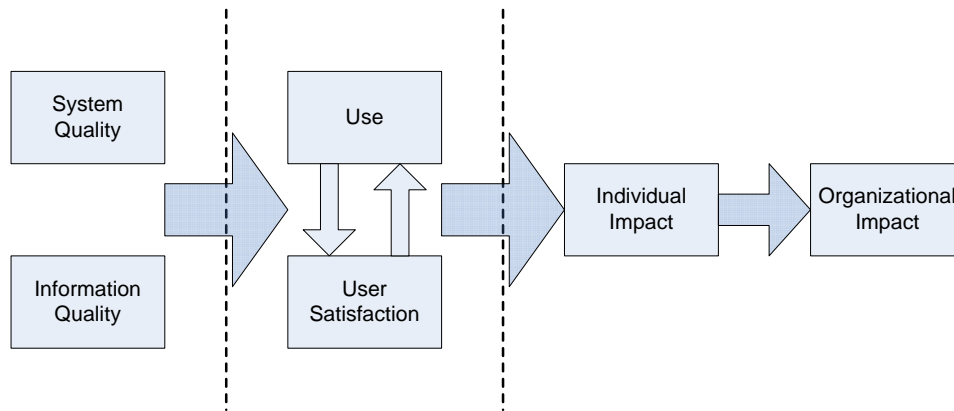 System
Quality
Information
Quality
Use
User
Satisfaction
Individual
Impact
Organizational
Impact